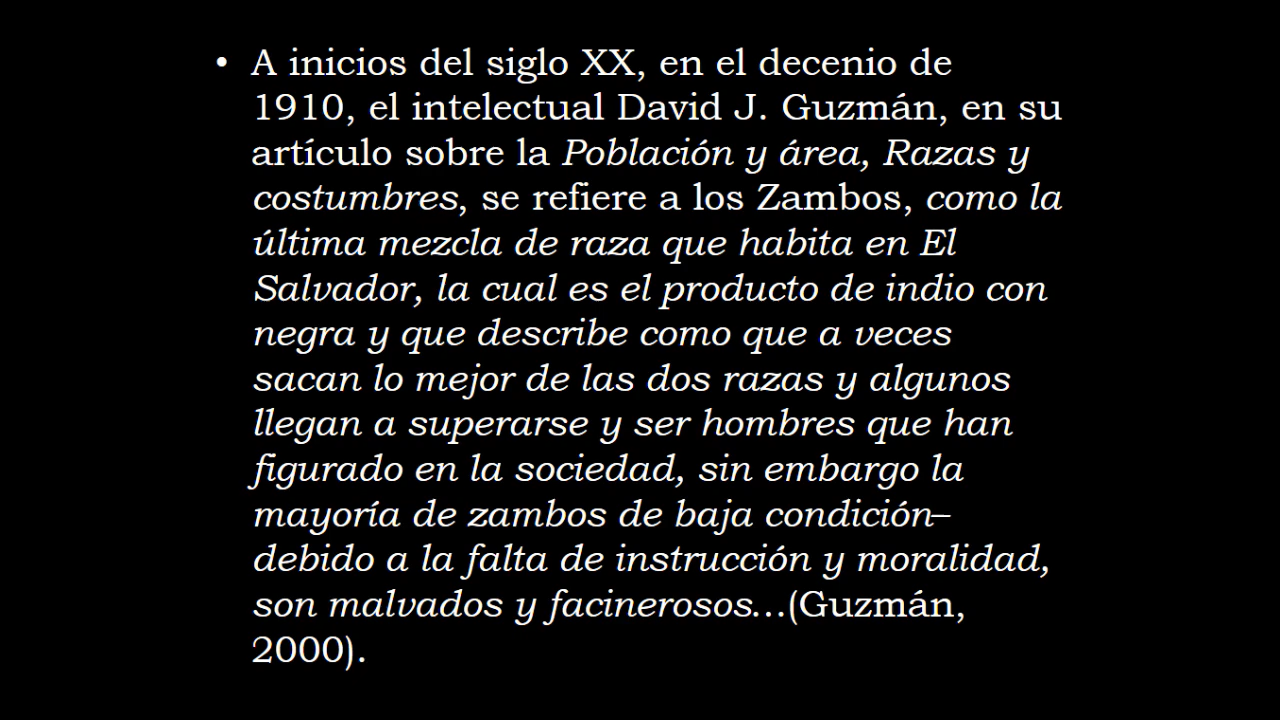 • A inicios del siglo XX, en el decenio de
1910, el intelectual David J. Guzmán, en su
artículo sobre la Población y área, Razas y
costumbres, se refiere a los Zambos, como la
última mezcla de raza que habita en El
Salvador, la cual es el producto de indio con
negra y que describe como que a veces
sacan lo mejor de las dos razas y algunos
llegan a superarse y ser hombres que han
figurado en la sociedad, sin embargo la
mayoría de zambos de baja condición–
debido a la falta de instrucción y moralidad,
son malvados y facinerosos…(Guzmán,
2000).